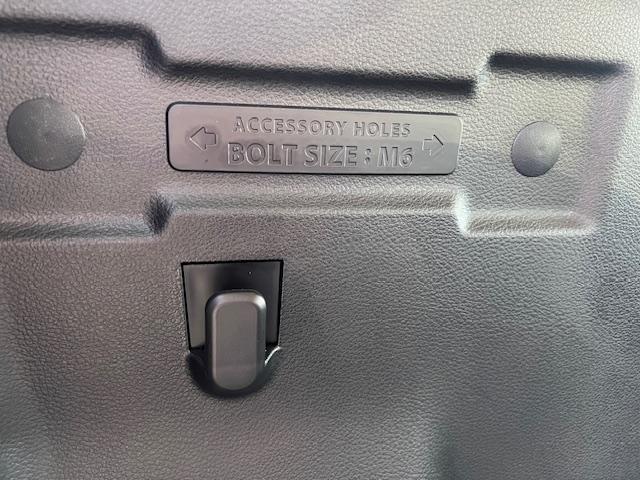 ACCESSORY HOLES
BOLT SIZE : M6